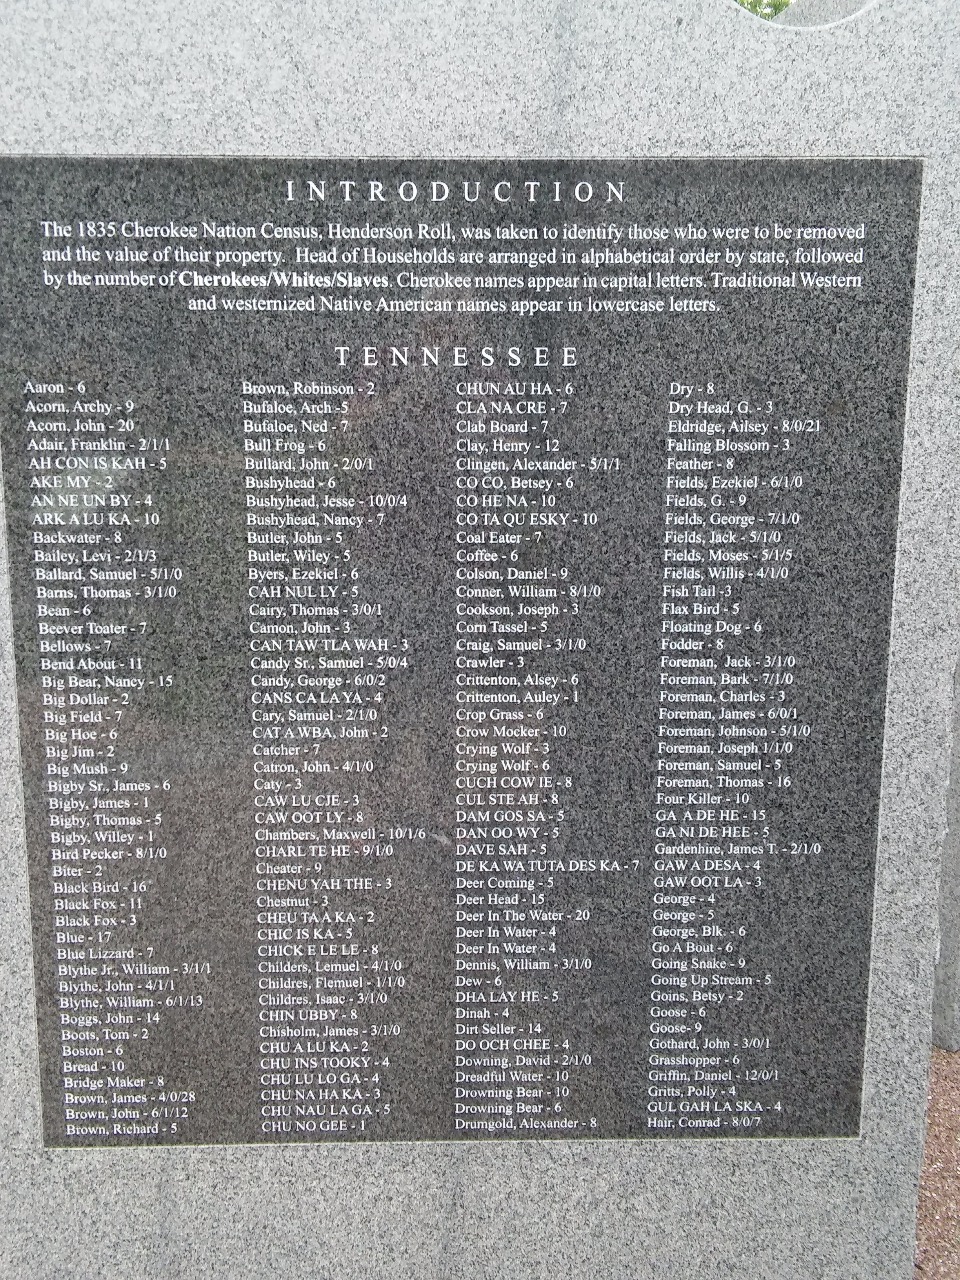 INTRODUCTION
The 1835 Cherokee Nation Census, Henderson Roll, was taken to identify those who were to be removed
and the value of their property. Head of Households are arranged in alphabetical order by state, followed
by the number of Cherokees/Whites/Slaves. Cherokee names appear in capital letters. Traditional Western
and westernized Native American names appear in lowercase letters.
TENNESSEE
Aaron - 6
Acorn, Archy - 9
Acorn, John - 20
Adair, Franklin - 2/1/1
AH CON IS KAH - 5
AKE MY - 2
AN NE UN BY - 4
ARK A LU KA - 10
Backwater - 8
Bailey, Levi - 2/1/3
Ballard, Samuel - 5/1/0
Barns, Thomas - 3/1/0
Bean - 6
Beever Toater - 7
Bellows - 7
Bend About - 11
Big Bear, Nancy - 15
Big Dollar - 2
Big Field - 7
Big Hoe - 6
Big Jim - 2
Big Mush - 9
Bigby Sr., James - 6
Bigby, James - 1
Bigby, Thomas - 5
Bigby, Willey - 1
Bird Pecker - 8/1/0
Biter - 2
Black Bird - 16
Black Fox - 11
Black Fox - 3
Blue - 17
Blue Lizzard - 7
Blythe Jr., William - 3/1/1
Blythe, John - 4/1/1
Blythe, William - 6/1/13
Boggs, John - 14
Boots, Tom - 2
Boston - 6
Bread - 10
Bridge Maker - 8
Brown, James - 4/0/28
Brown, John - 6/1/12
Brown, Richard - 5
Brown, Robinson - 2
Bufaloe, Arch -5
Bufaloe, Ned - 7
Bull Frog - 6
Bullard, John - 2/0/1
Bushyhead - 6
Bushyhead, Jesse - 10/0/4
Bushyhead, Nancy - 7
Butler, John - 5
Butler, Wiley - 5
Byers, Ezekiel - 6
CAH NUL LY - 5
Cairy, Thomas - 3/0/1
Camon, John - 3
CAN TAW TLA WAH - 3
Candy Sr., Samuel - 5/0/4
Candy, George - 6/0/2
CANS CA LA YA - 4
Cary, Samuel - 2/1/0
CAT A WBA, John - 2
Catcher - 7
Catron, John - 4/1/0
Caty - 3
CAW LU CJE - 3
CAW OOT LY - 8
Chambers, Maxwell - 10/1/6
CHARL TE HE - 9/1/0
Cheater - 9
CHENU YAH THE - 3
Chestnut - 3
CHEU TA A KA - 2
CHIC IS KA - 5
CHICK E LE LE - 8
Childers, Lemuel - 4/1/0
Childres, Flemuel - 1/1/0
Childres, Isaac - 3/1/0
CHIN UBBY - 8
Chisholm, James - 3/1/0
CHU A LU KA - 2
CHU INS TOOKY - 4
CHU LU LO GA - 4
CHU NA HA KA - 3
CHU NAU LA GA - 5
CHU NO GEE - 1
CHUN AU HA - 6
CLA NA CRE - 7
Clab Board - 7
Clay, Henry - 12
Clingen, Alexander - 5/1/1
CO CO, Betsey - 6
CO HE NA - 10
CO TA QU ESKY - 10
Coal Eater - 7
Coffee - 6
Colson, Daniel - 9
Conner, William - 8/1/0
Cookson, Joseph - 3
Corn Tassel - 5
Craig, Samuel - 3/1/0
Crawler - 3
Crittenton, Alsey - 6
Crittenton, Auley - 1
Crop Grass - 6
Crow Mocker - 10
Crying Wolf - 3
Crying Wolf - 6
CUCH COW IE - 8
CUL STE AH - 8
DAM GOS SA - 5
DAN OO WY - 5
DAVE SAH - 5
DE KA WA TUTA DES KA - 7
Deer Coming - 5
Deer Head - 15
Deer In The Water - 20
Deer In Water - 4
Deer In Water - 4
Dennis, William - 3/1/0
Dew - 6
DHA LAY HE - 5
Dinah - 4
Dirt Seller - 14
DO OCH CHEE - 4
Downing, David - 2/1/0
Dreadful Water - 10
Drowning Bear - 10
Drowning Bear - 6
Drumgold, Alexander - 8
Dry - 8
Dry Head, G. - 3
Eldridge, Ailsey - 8/0/21
Falling Blossom - 3
Feather - 8
Fields, Ezekiel - 6/1/0
Fields, G. - 9
Fields, George - 7/1/0
Fields, Jack - 5/1/0
Fields, Moses - 5/1/5
Fields, Willis - 4/1/0
Fish Tail -3
Flax Bird - 5
Floating Dog - 6
Fodder - 8
Foreman, Jack - 3/1/0
Foreman, Bark - 7/1/0
Foreman, Charles - 3
Foreman, James - 6/0/1
Foreman, Johnson - 5/1/0
Foreman, Joseph 1/1/0
Foreman, Samuel - 5
Foreman, Thomas - 16
Four Killer - 10
GA A DE HE - 15
GA NI DE HEE - 5
Gardenhire, James T. - 2/1/0
GAW A DESA - 4
GAW OOT LA - 3
George - 4
George - 5
George, Blk. - 6
Go A Bout - 6
Going Snake - 9
Going Up Stream - 5
Goins, Betsy - 2
Goose - 6
Goose- 9
Gothard, John - 3/0/1
Grasshopper - 6
Griffin, Daniel - 12/0/1
Gritts, Polly - 4
GUL GAH LA SKA - 4
Hair, Conrad - 8/0/7